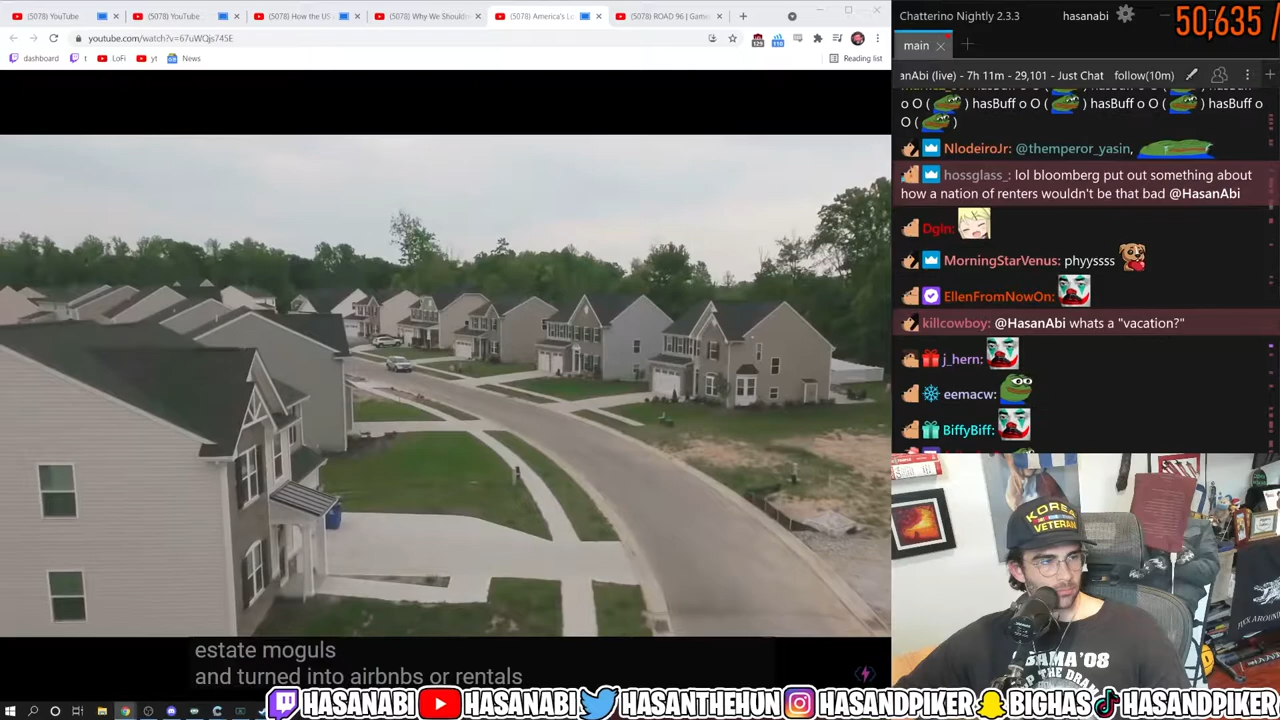 (5078) YouTube
(5078) YouTube
(5078) How the US
(5078) Why We Should
(5078) America's Lo
(5078) ROAD 96 | Game
youtube.com/watch?v=67uWQjs745E
dashboard
t
LoFi
yt
News
Reading list
estate moguls
and turned into airbnbs or rentals
Chatterino Nightly 2.3.3
hasanabi
50,635 /
main
anAbi (live) - 7h 11m - 29,101 - Just Chat
follow(10m)
o O (
) hasBuff o O (
) hasBuff o O (
) hasBuff o
O (
)
NlodeiroJr: @themperor_yasin,
hossglass_: lol bloomberg put out something about
how a nation of renters wouldn't be that bad @HasanAbi
Dgln:
MorningStarVenus: phyyssss
EllenFromNowOn:
killcowboy: @HasanAbi whats a "vacation?"
j_hern:
eemacw:
BiffyBiff:
KOREA
VETERAN
OBAMA'08
HASANABI
HASANABI
HASANTHEHUN
HASANDPIKER
BIGHAS
HASANDPIKER